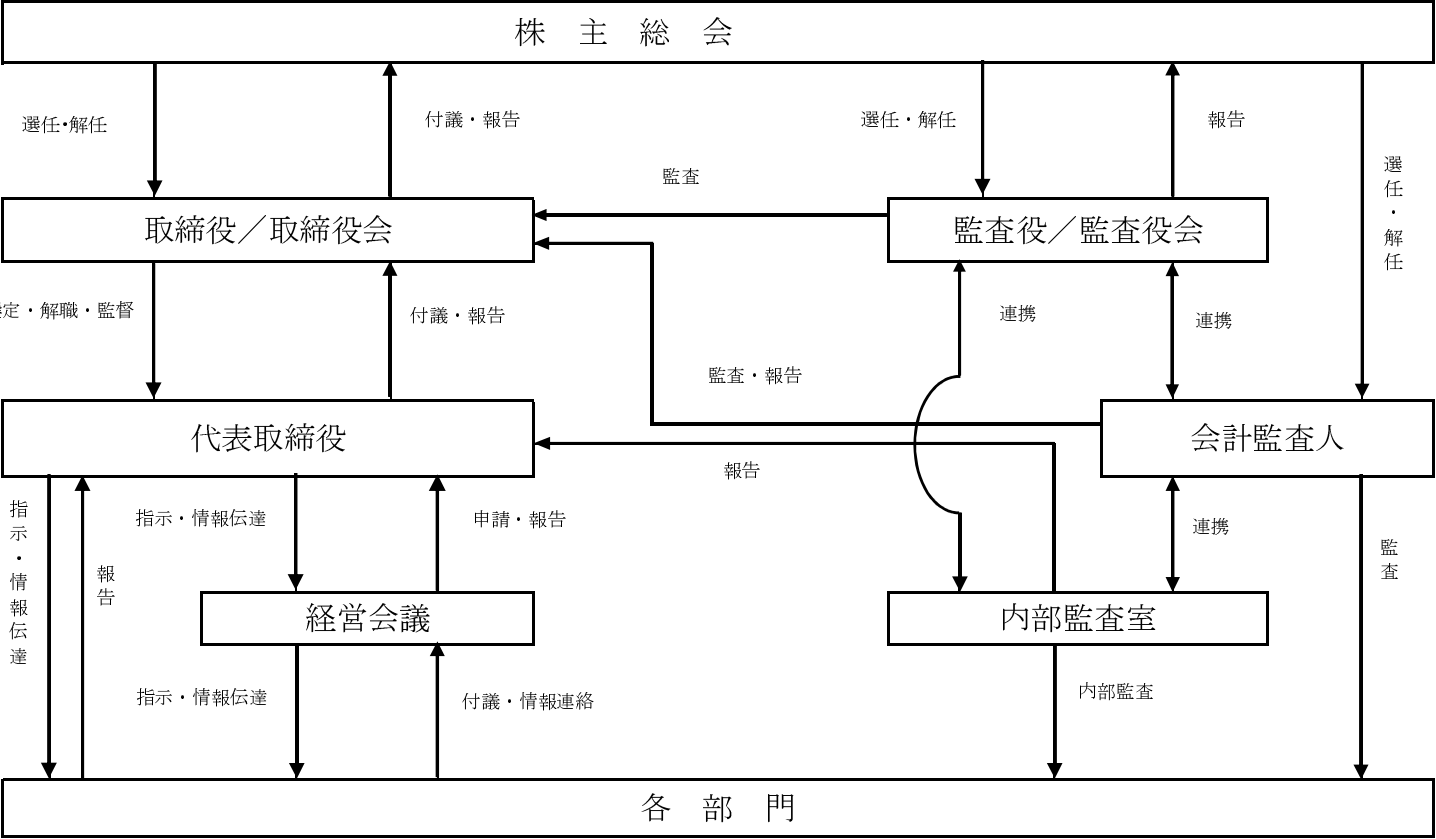 株 主 総 会
選任・解任
付議・報告
選任・解任
報告
選任・解任
監査
取締役／取締役会
監査役／監査役会
定・解職・監督
付議・報告
連携
連携
監査・報告
代表取締役
会計監査人
報告
指示・情報伝達
報告
指示・情報伝達
申請・報告
連携
監査
経営会議
内部監査室
指示・情報伝達
付議・情報連絡
内部監査
各 部 門